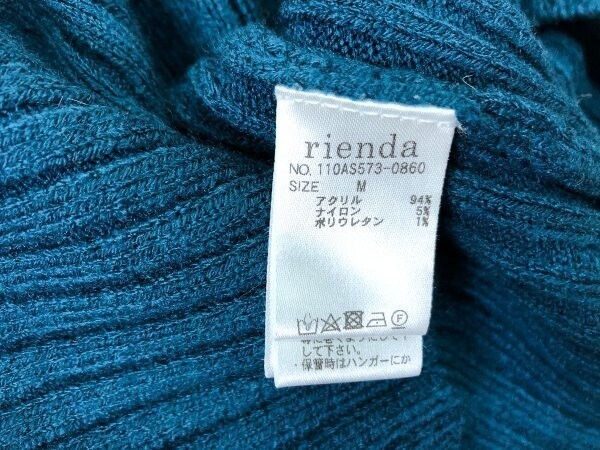 rienda
NO. 110AS573-0860
SIZE M
アクリル 94%
ナイロン 5%
ポリウレタン 1%
F
して下さい。
・保管時はハンガーにか